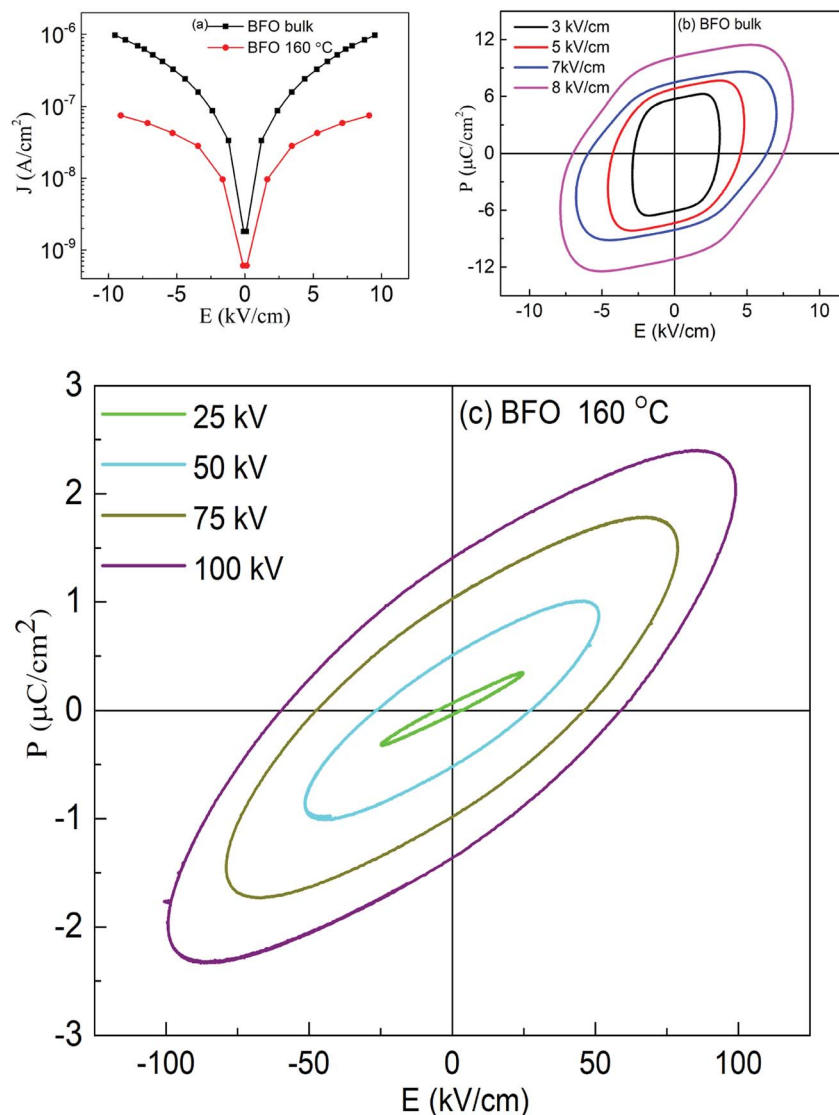 (a) BFO bulk
BFO 160 °C
10⁻⁶
10⁻⁷
10⁻⁸
10⁻⁹
J (A/cm²)
-10 -5 0 5 10
E (kV/cm)
3 kV/cm (b) BFO bulk
5 kV/cm
7kV/cm
8 kV/cm
12
6
0
-6
-12
P (μC/cm²)
-10 -5 0 5 10
E (kV/cm)
(c) BFO 160 °C
25 kV
50 kV
75 kV
100 kV
3
2
1
0
-1
-2
-3
P (μC/cm²)
-100 -50 0 50 100
E (kV/cm)